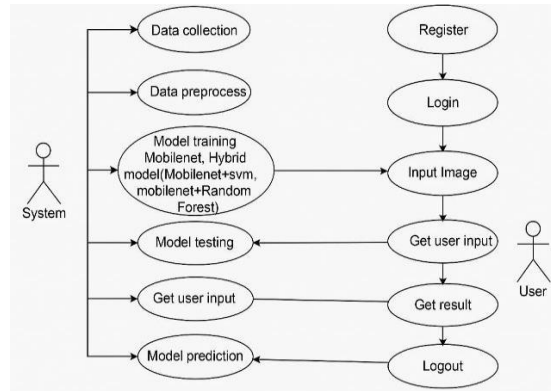 Data collection
Register
Data preprocess
Login
Model training
Mobilenet, Hybrid
model(Mobilenet+svm,
mobilenet+Random
Forest)
Input Image
System
Model testing
Get user input
User
Get user input
Get result
Model prediction
Logout